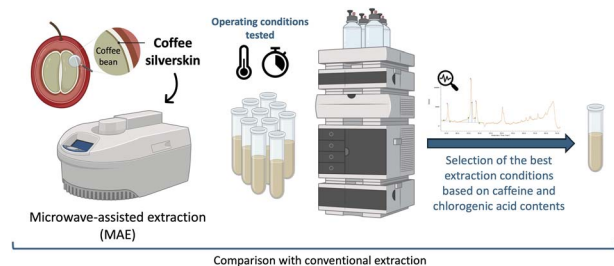 Coffee
bean
Coffee
silverskin
Operating conditions
tested
Microwave-assisted extraction
(MAE)
Selection of the best
extraction conditions
based on caffeine and
chlorogenic acid contents
Comparison with conventional extraction